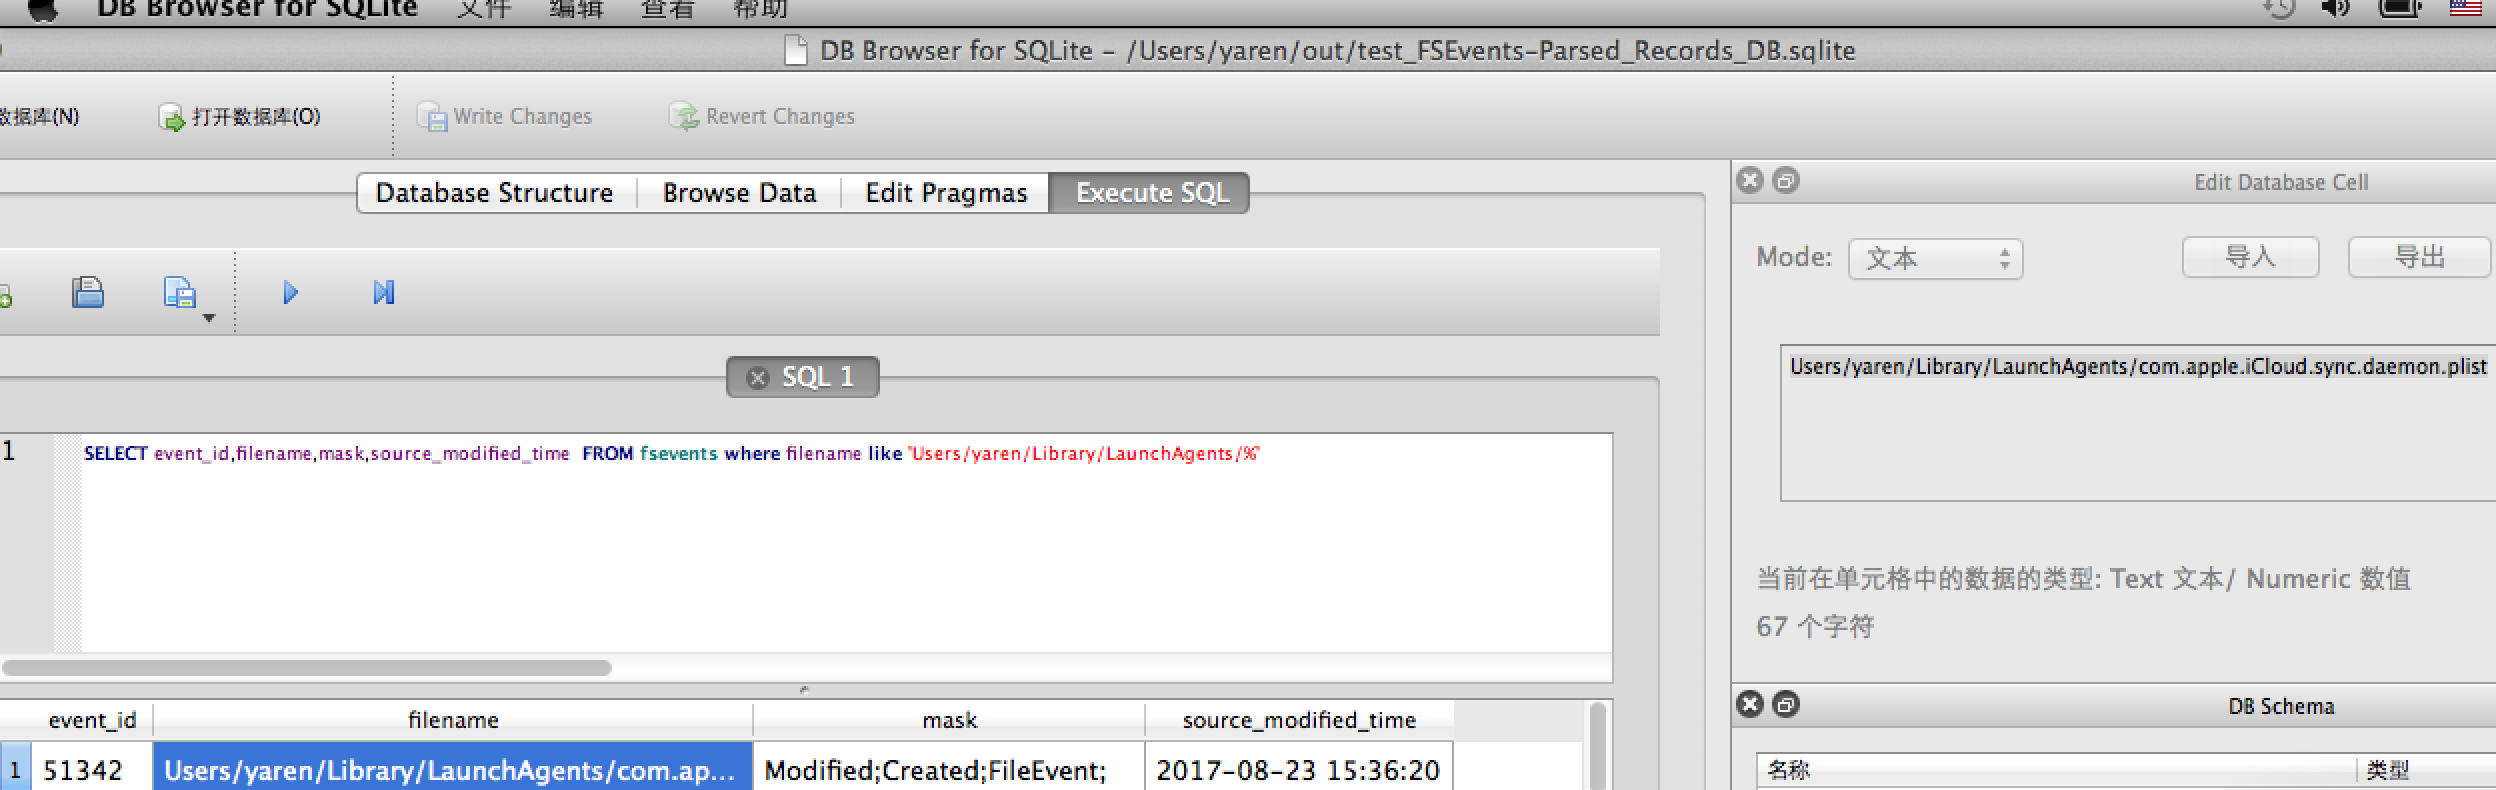 DB Browser for SQLite 文件 编辑 查看 帮助
DB Browser for SQLite – /Users/yaren/out/test_FSEvents-Parsed_Records_DB.sqlite
数据库(N) 打开数据库(O) Write Changes Revert Changes
Database Structure Browse Data Edit Pragmas Execute SQL
Edit Database Cell
Mode: 文本 导入 导出
SQL 1
Users/yaren/Library/LaunchAgents/com.apple.iCloud.sync.daemon.plist
1 SELECT event_id,filename,mask,source_modified_time FROM fsevents where filename like "Users/yaren/Library/LaunchAgents/%"
当前在单元格中的数据的类型: Text 文本/ Numeric 数值
67 个字符
DB Schema
event_id filename mask source_modified_time
1 51342 Users/yaren/Library/LaunchAgents/com.ap... Modified;Created;FileEvent; 2017-08-23 15:36:20
名称 类型